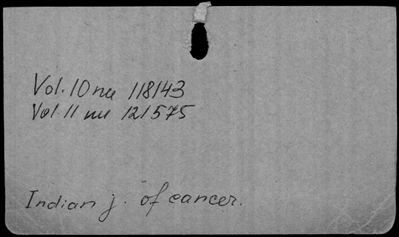 Vol. 10 nu 118143
Vol 11 nu 121575
Indian j. of cancer.